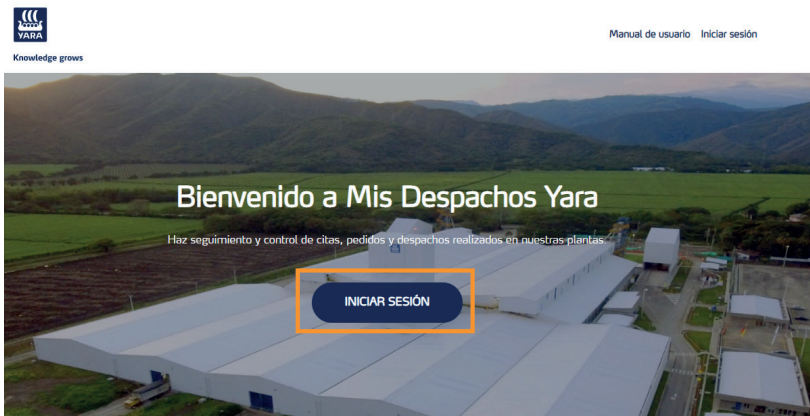 YARA
Knowledge grows
Manual de usuario Iniciar sesión
Bienvenido a Mis Despachos Yara
Haz seguimiento y control de citas, pedidos y despachos realizados en nuestras plantas.
INICIAR SESIÓN